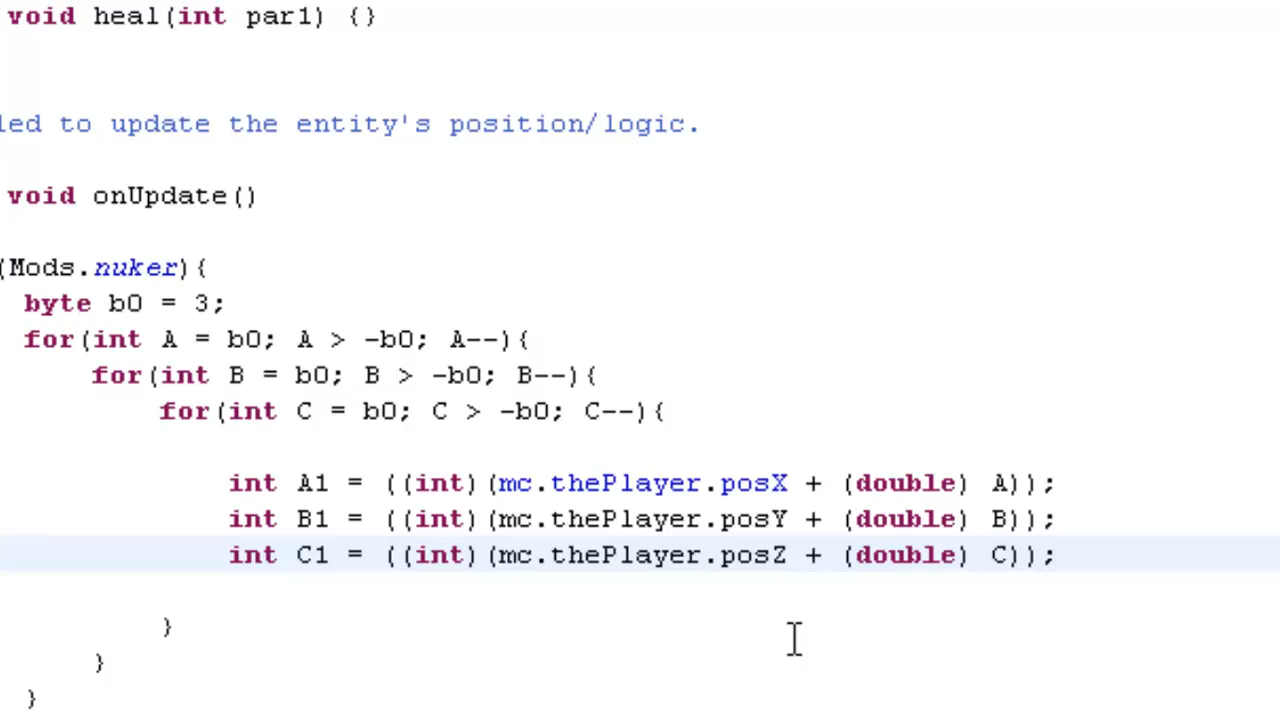 void heal(int par1) {}
led to update the entity's position/logic.
void onUpdate()
(Mods.nuker){
byte b0 = 3;
for(int A = b0; A > -b0; A--){
for(int B = b0; B > -b0; B--){
for(int C = b0; C > -b0; C--){
int A1 = ((int)(mc.thePlayer.posX + (double) A));
int B1 = ((int)(mc.thePlayer.posY + (double) B));
int C1 = ((int)(mc.thePlayer.posZ + (double) C));
}
}
}